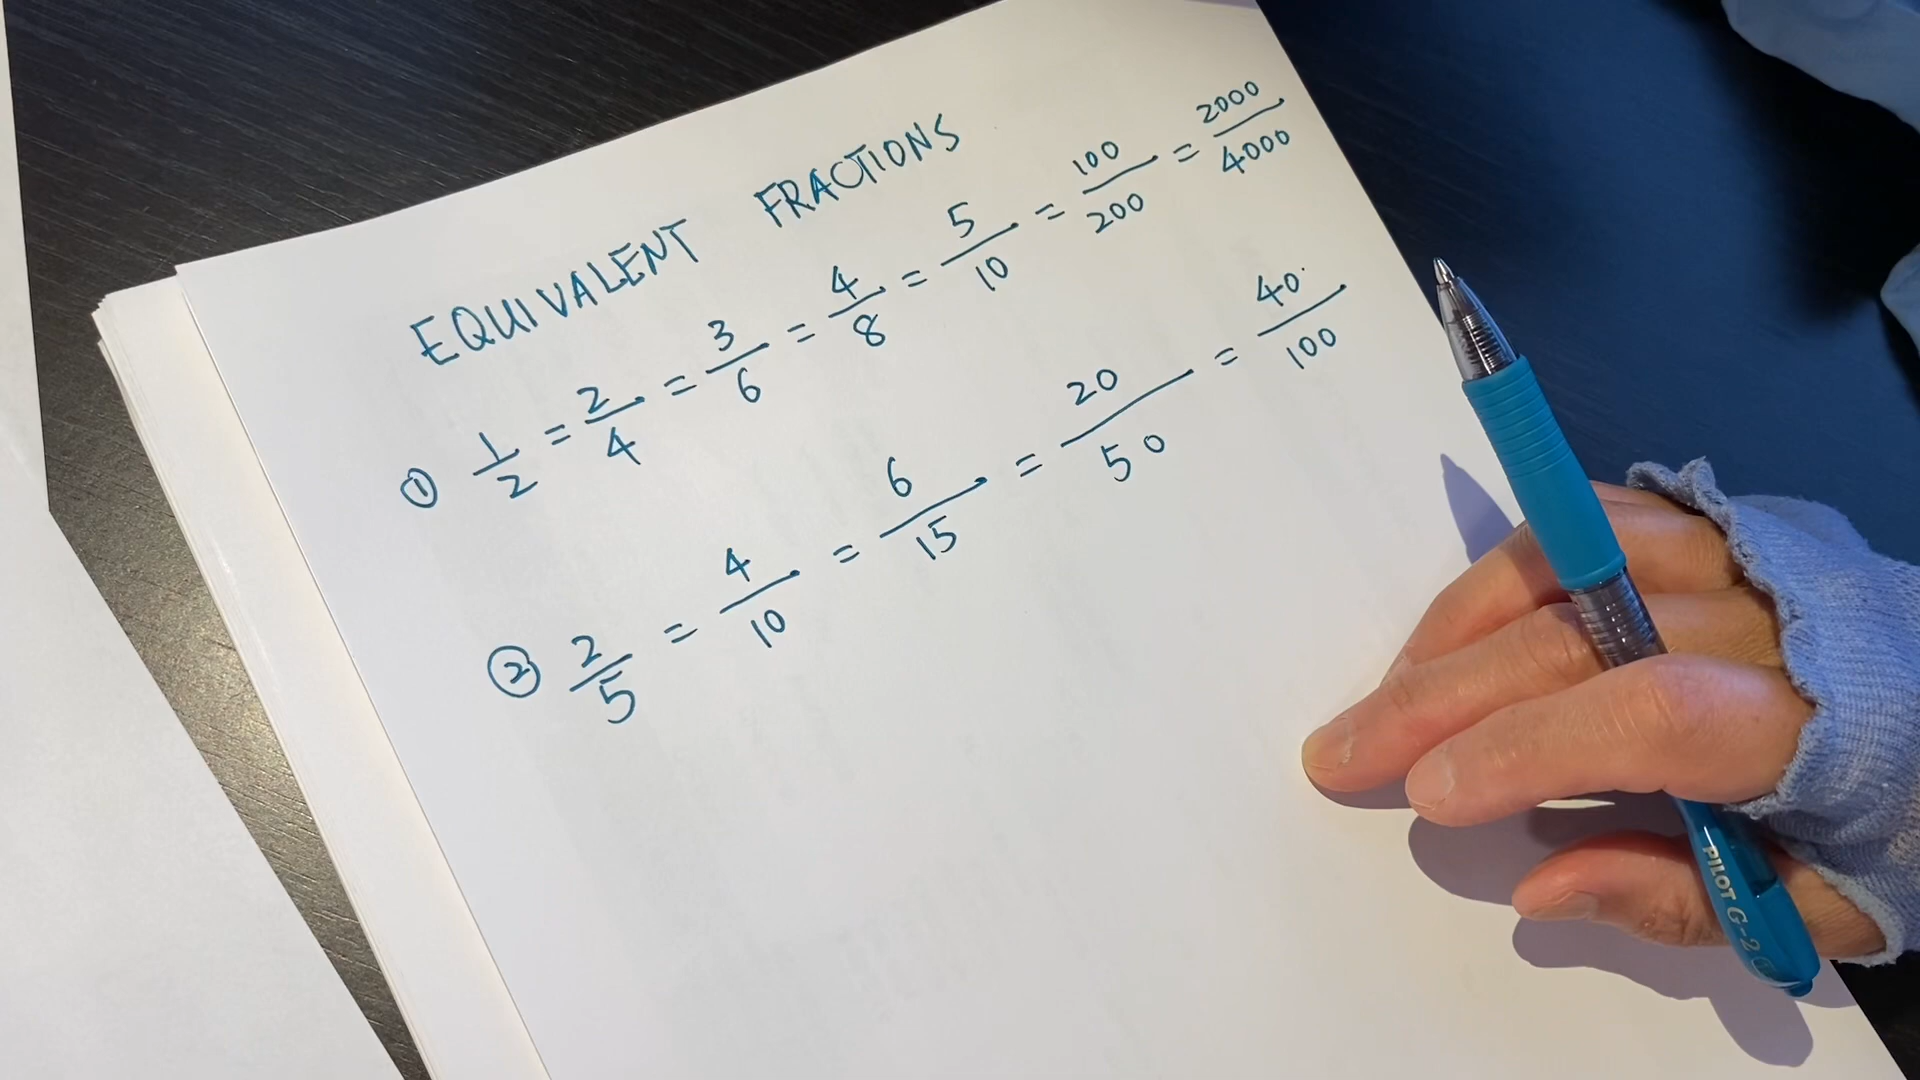 EQUIVALENT FRACTIONS
① 1/2 = 2/4 = 3/6 = 4/8 = 5/10 = 100/200 = 2000/4000
② 2/5 = 4/10 = 6/15 = 20/50 = 40/100
PILOT G-2